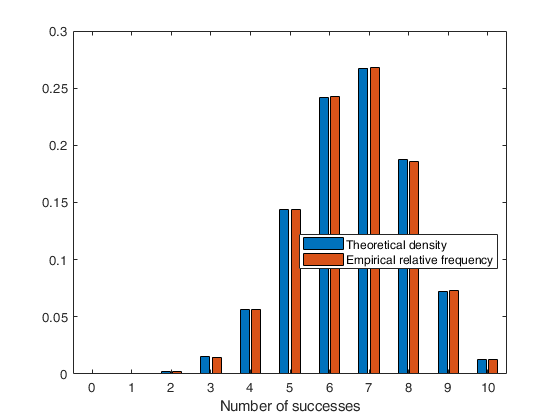 0.3
0.25
0.2
0.15
0.1
0.05
0
Theoretical density
Empirical relative frequency
0 1 2 3 4 5 6 7 8 9 10
Number of successes